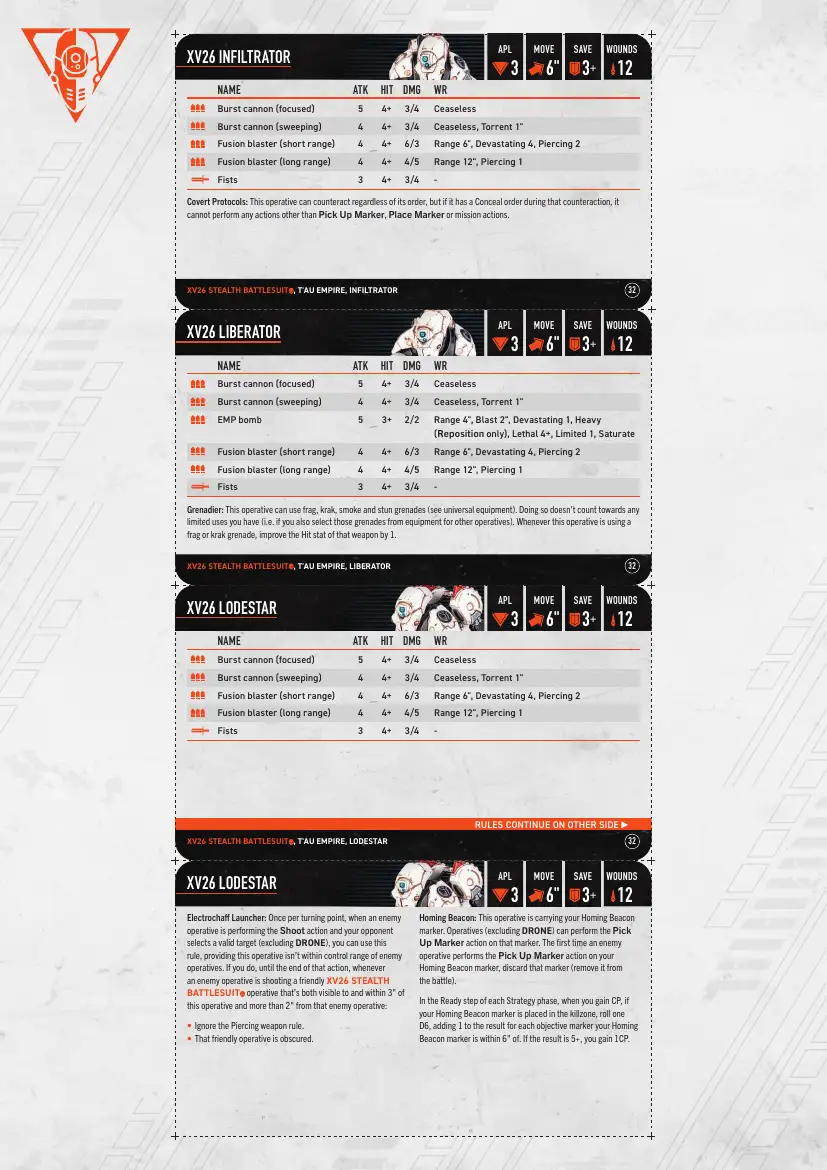 XV26 INFILTRATOR
APL MOVE SAVE WOUNDS
3 6" 3+ 12
NAME ATK HIT DMG WR
Burst cannon (focused) 5 4+ 3/4 Ceaseless
Burst cannon (sweeping) 4 4+ 3/4 Ceaseless, Torrent 1"
Fusion blaster (short range) 4 4+ 6/3 Range 6", Devastating 4, Piercing 2
Fusion blaster (long range) 4 4+ 4/5 Range 12", Piercing 1
Fists 3 4+ 3/4 -
Covert Protocols: This operative can counteract regardless of its order, but if it has a Conceal order during that counteraction, it
cannot perform any actions other than Pick Up Marker, Place Marker or mission actions.
XV26 STEALTH BATTLESUIT, T'AU EMPIRE, INFILTRATOR 32
XV26 LIBERATOR
APL MOVE SAVE WOUNDS
3 6" 3+ 12
NAME ATK HIT DMG WR
Burst cannon (focused) 5 4+ 3/4 Ceaseless
Burst cannon (sweeping) 4 4+ 3/4 Ceaseless, Torrent 1"
EMP bomb 5 3+ 2/2 Range 4", Blast 2", Devastating 1, Heavy
(Reposition only), Lethal 4+, Limited 1, Saturate
Fusion blaster (short range) 4 4+ 6/3 Range 6", Devastating 4, Piercing 2
Fusion blaster (long range) 4 4+ 4/5 Range 12", Piercing 1
Fists 3 4+ 3/4 -
Grenadier: This operative can use frag, krak, smoke and stun grenades (see universal equipment). Doing so doesn't count towards any
limited uses you have (i.e. if you also select those grenades from equipment for other operatives). Whenever this operative is using a
frag or krak grenade, improve the Hit stat of that weapon by 1.
XV26 STEALTH BATTLESUIT, T'AU EMPIRE, LIBERATOR 32
XV26 LODESTAR
APL MOVE SAVE WOUNDS
3 6" 3+ 12
NAME ATK HIT DMG WR
Burst cannon (focused) 5 4+ 3/4 Ceaseless
Burst cannon (sweeping) 4 4+ 3/4 Ceaseless, Torrent 1"
Fusion blaster (short range) 4 4+ 6/3 Range 6", Devastating 4, Piercing 2
Fusion blaster (long range) 4 4+ 4/5 Range 12", Piercing 1
Fists 3 4+ 3/4 -
RULES CONTINUE ON OTHER SIDE ▶
XV26 STEALTH BATTLESUIT, T'AU EMPIRE, LODESTAR 32
XV26 LODESTAR
APL MOVE SAVE WOUNDS
3 6" 3+ 12
Electrochaff Launcher: Once per turning point, when an enemy
operative is performing the Shoot action and your opponent
selects a valid target (excluding DRONE), you can use this
rule, providing this operative isn't within control range of enemy
operatives. If you do, until the end of that action, whenever
an enemy operative is shooting a friendly XV26 STEALTH
BATTLESUIT operative that's both visible to and within 3" of
this operative and more than 2" from that enemy operative:
• Ignore the Piercing weapon rule.
• That friendly operative is obscured.
Homing Beacon: This operative is carrying your Homing Beacon
marker. Operatives (excluding DRONE) can perform the Pick
Up Marker action on that marker. The first time an enemy
operative performs the Pick Up Marker action on your
Homing Beacon marker, discard that marker (remove it from
the battle).
In the Ready step of each Strategy phase, when you gain CP, if
your Homing Beacon marker is placed in the killzone, roll one
D6, adding 1 to the result for each objective marker your Homing
Beacon marker is within 6" of. If the result is 5+, you gain 1CP.